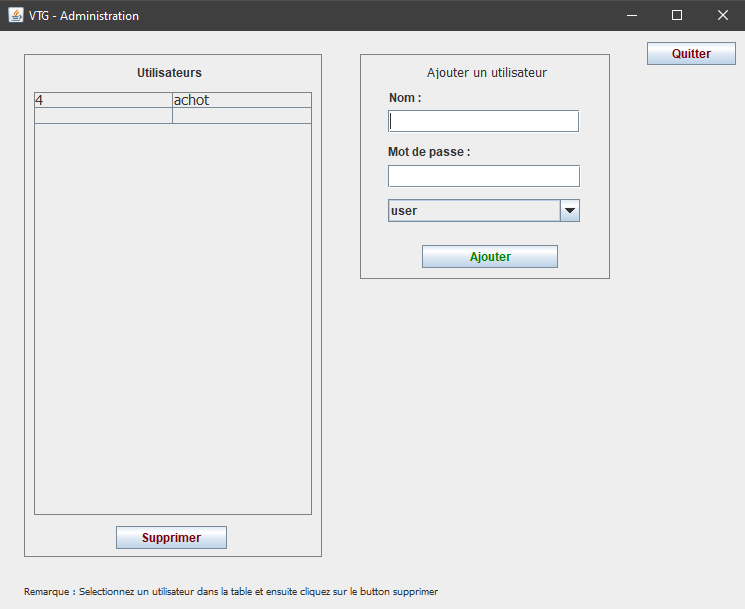 VTG - Administration
Quitter
Utilisateurs
4 achot
Supprimer
Ajouter un utilisateur
Nom :
Mot de passe :
user
Ajouter
Remarque : Selectionnez un utilisateur dans la table et ensuite cliquez sur le button supprimer